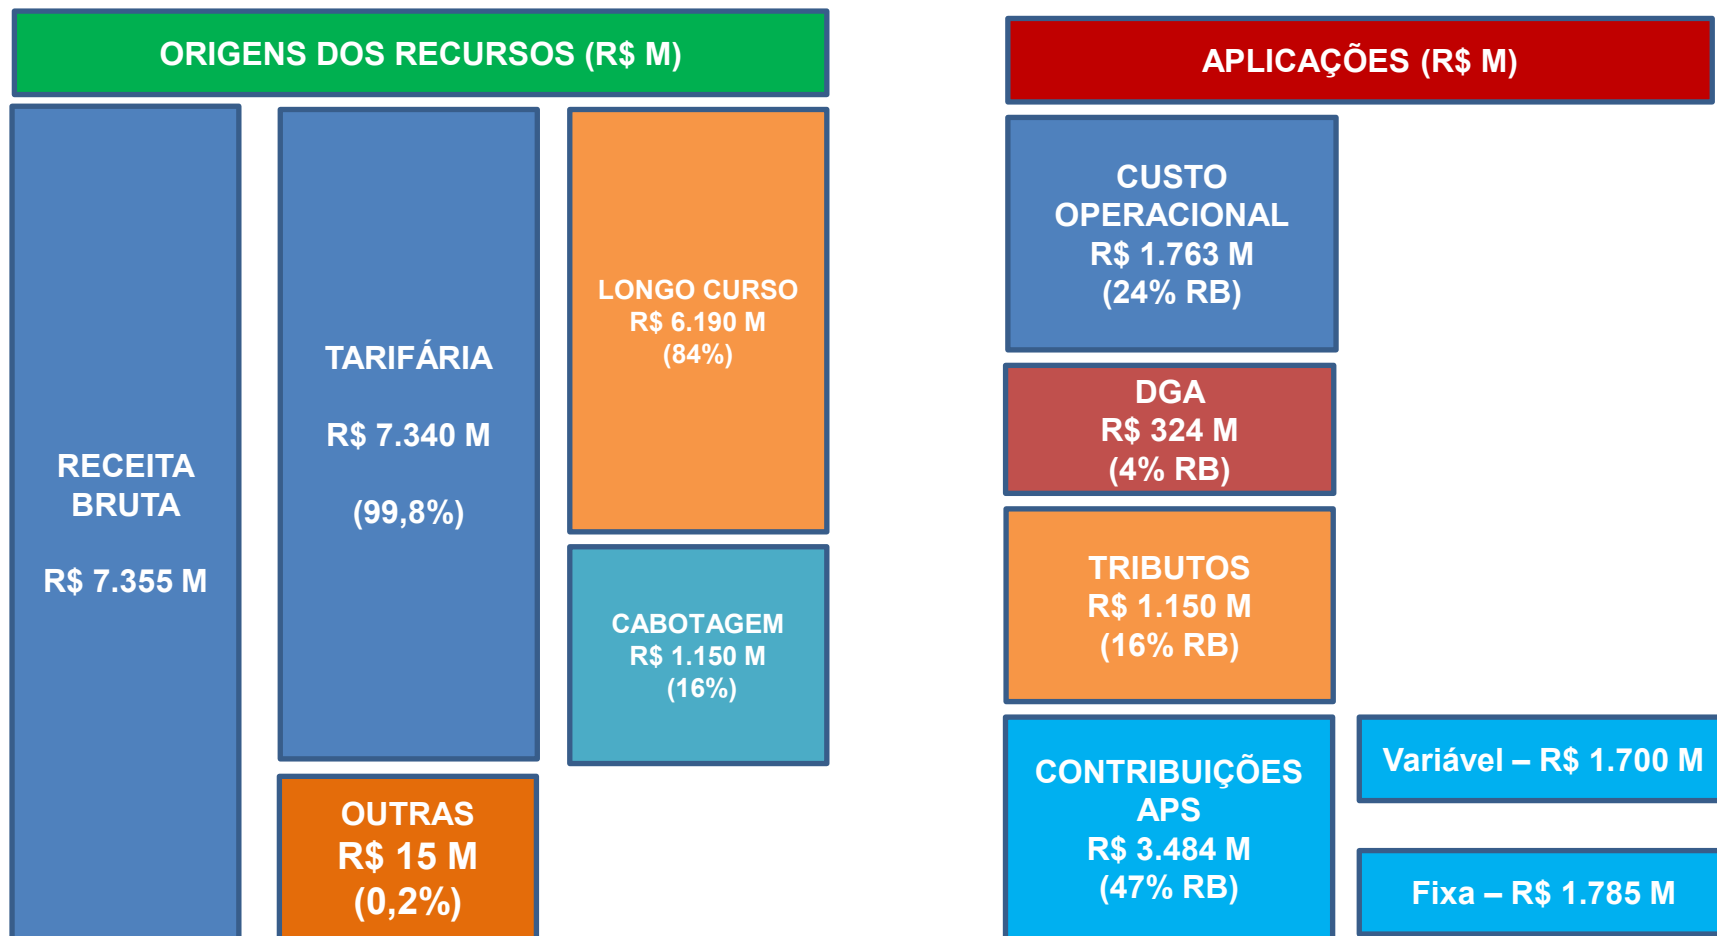 ORIGENS DOS RECURSOS (R$ M)
RECEITA
BRUTA
R$ 7.355 M
TARIFÁRIA
R$ 7.340 M
(99,8%)
OUTRAS
R$ 15 M
(0,2%)
LONGO CURSO
R$ 6.190 M
(84%)
CABOTAGEM
R$ 1.150 M
(16%)
APLICAÇÕES (R$ M)
CUSTO
OPERACIONAL
R$ 1.763 M
(24% RB)
DGA
R$ 324 M
(4% RB)
TRIBUTOS
R$ 1.150 M
(16% RB)
CONTRIBUIÇÕES
APS
R$ 3.484 M
(47% RB)
Variável – R$ 1.700 M
Fixa – R$ 1.785 M